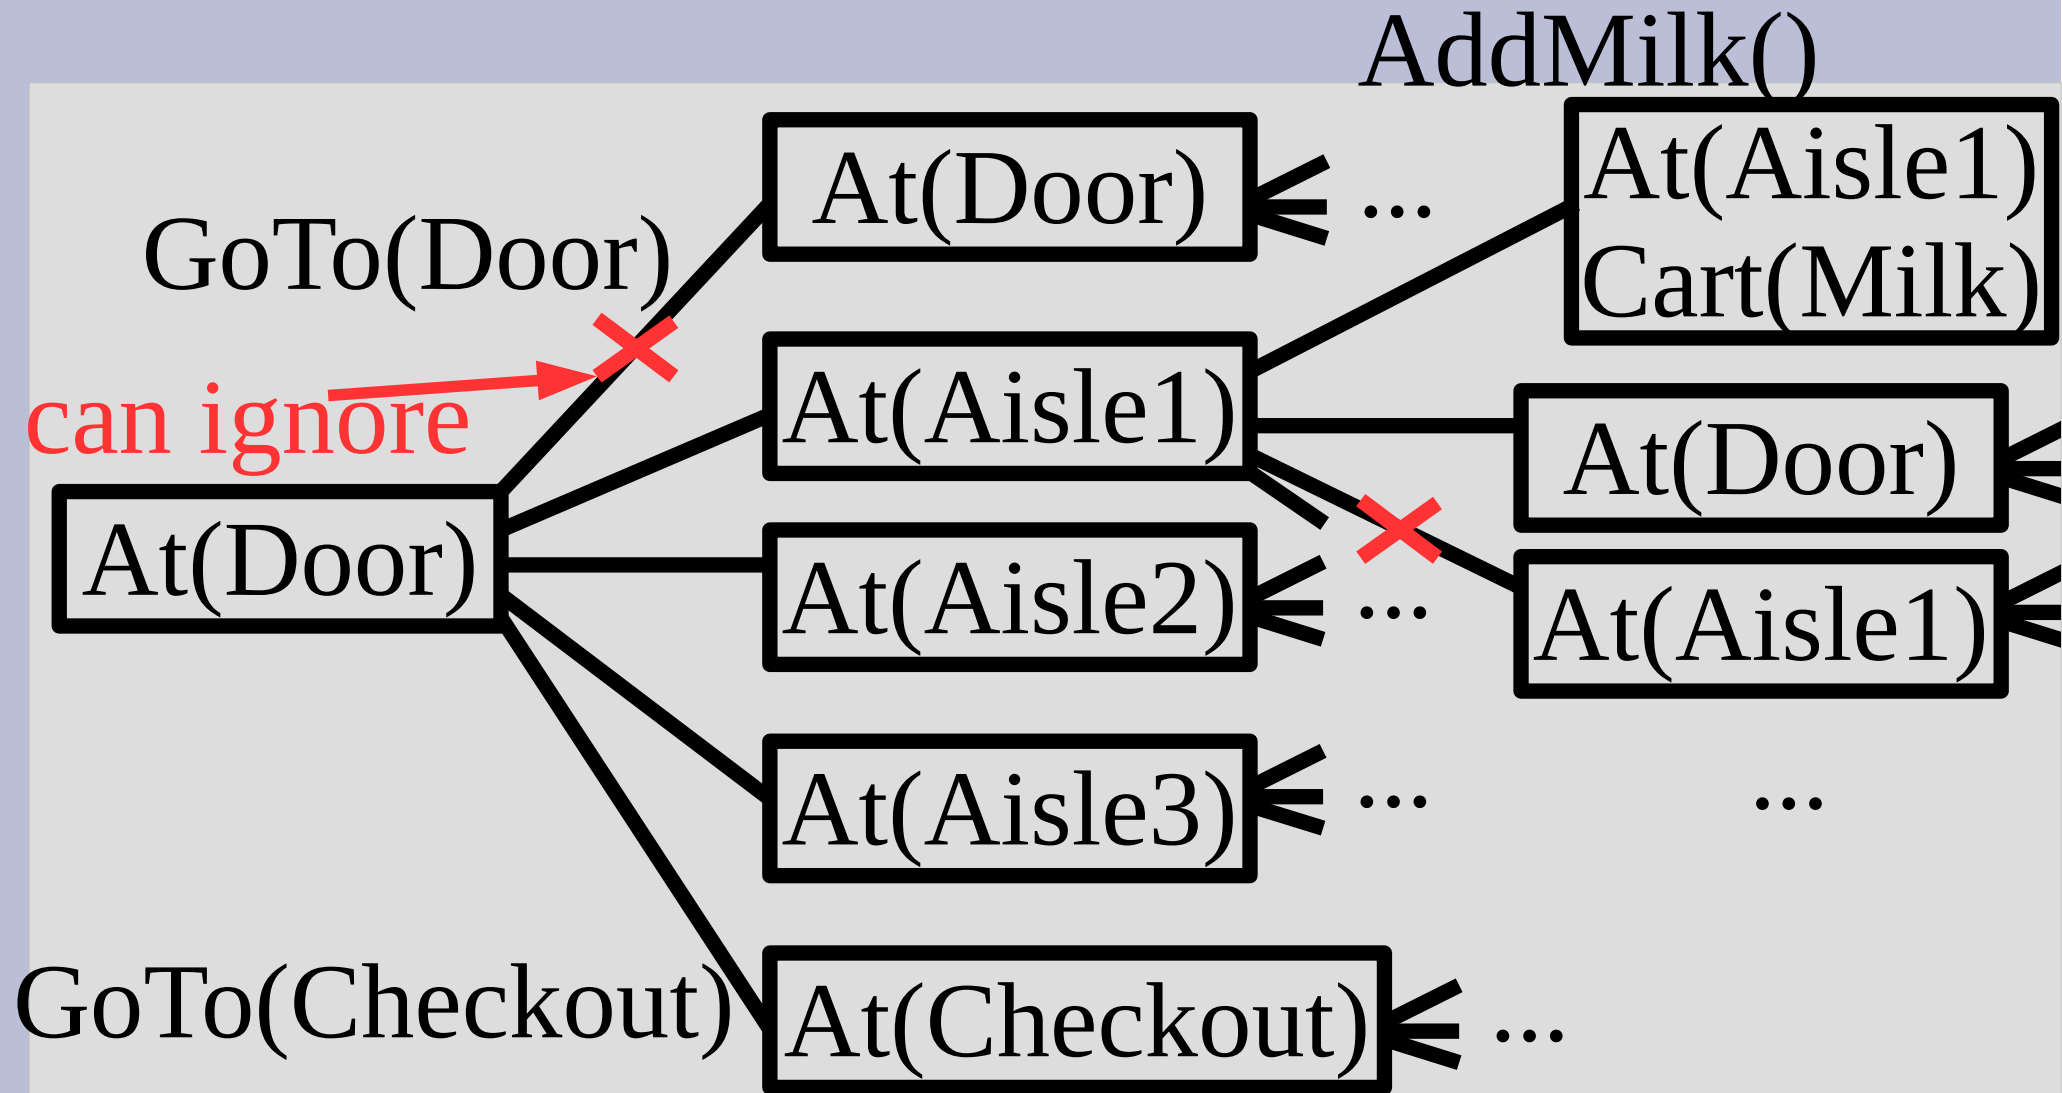 AddMilk()
At(Door)
...
At(Aisle1)
Cart(Milk)
GoTo(Door)
can ignore
At(Aisle1)
At(Door)
At(Door)
At(Aisle2)
...
At(Aisle1)
At(Aisle3)
...
...
GoTo(Checkout)
At(Checkout)
...